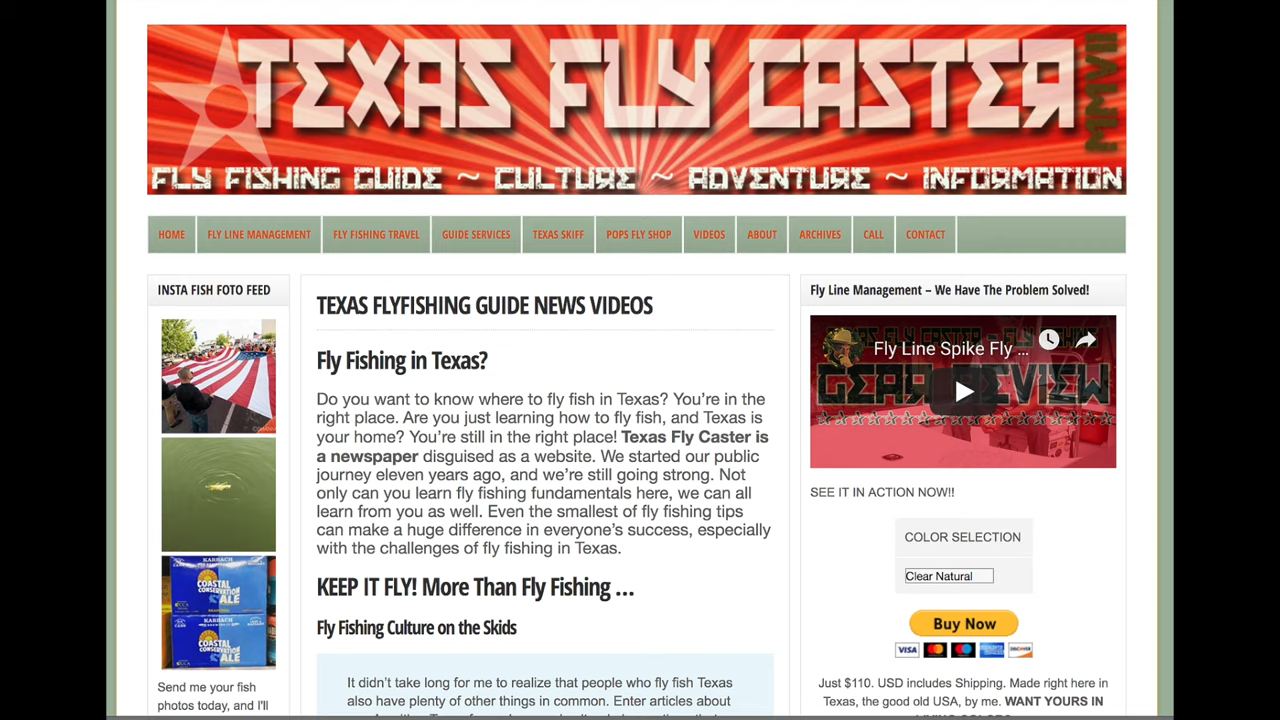 TEXAS FLY CASTER
MMVII
FLY FISHING GUIDE ~ CULTURE ~ ADVENTURE ~ INFORMATION
HOME FLY LINE MANAGEMENT FLY FISHING TRAVEL GUIDE SERVICES TEXAS SKIFF POPS FLY SHOP VIDEOS ABOUT ARCHIVES CALL CONTACT
INSTA FISH FOTO FEED
KARBACH
COASTAL
CONSERVATION
ALE
KARBACH
COASTAL
CONSERVATION
ALE
Send me your fish
photos today, and I'll
TEXAS FLYFISHING GUIDE NEWS VIDEOS
Fly Fishing in Texas?
Do you want to know where to fly fish in Texas? You're in the
right place. Are you just learning how to fly fish, and Texas is
your home? You're still in the right place! Texas Fly Caster is
a newspaper disguised as a website. We started our public
journey eleven years ago, and we're still going strong. Not
only can you learn fly fishing fundamentals here, we can all
learn from you as well. Even the smallest of fly fishing tips
can make a huge difference in everyone's success, especially
with the challenges of fly fishing in Texas.
KEEP IT FLY! More Than Fly Fishing …
Fly Fishing Culture on the Skids
It didn't take long for me to realize that people who fly fish Texas
also have plenty of other things in common. Enter articles about
Fly Line Management – We Have The Problem Solved!
Fly Line Spike Fly ...
GEAR REVIEW
SEE IT IN ACTION NOW!!
COLOR SELECTION
Clear Natural
Buy Now
VISA DISCOVER
Just $110. USD includes Shipping. Made right here in
Texas, the good old USA, by me. WANT YOURS IN